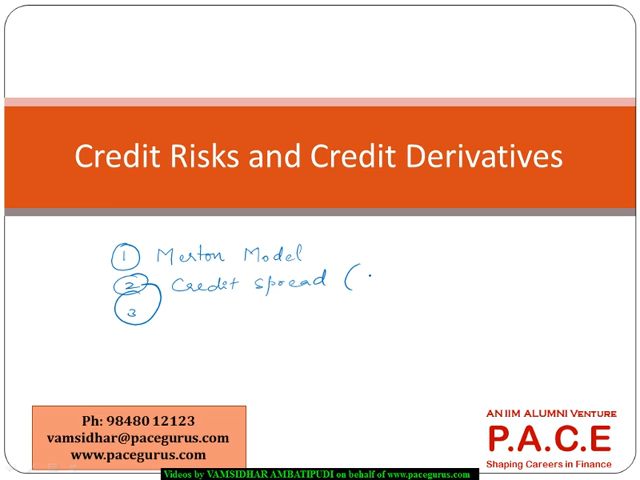 Credit Risks and Credit Derivatives
1 Merton Model
2 Credit Spread (
3
Ph: 98480 12123
vamsidhar@pacegurus.com
www.pacegurus.com
AN IIM ALUMNI VENTURE
P.A.C.E
Shaping Careers in Finance
Videos by VAMSIDHAR AMBATIPUDI on behalf of www.pacegurus.com